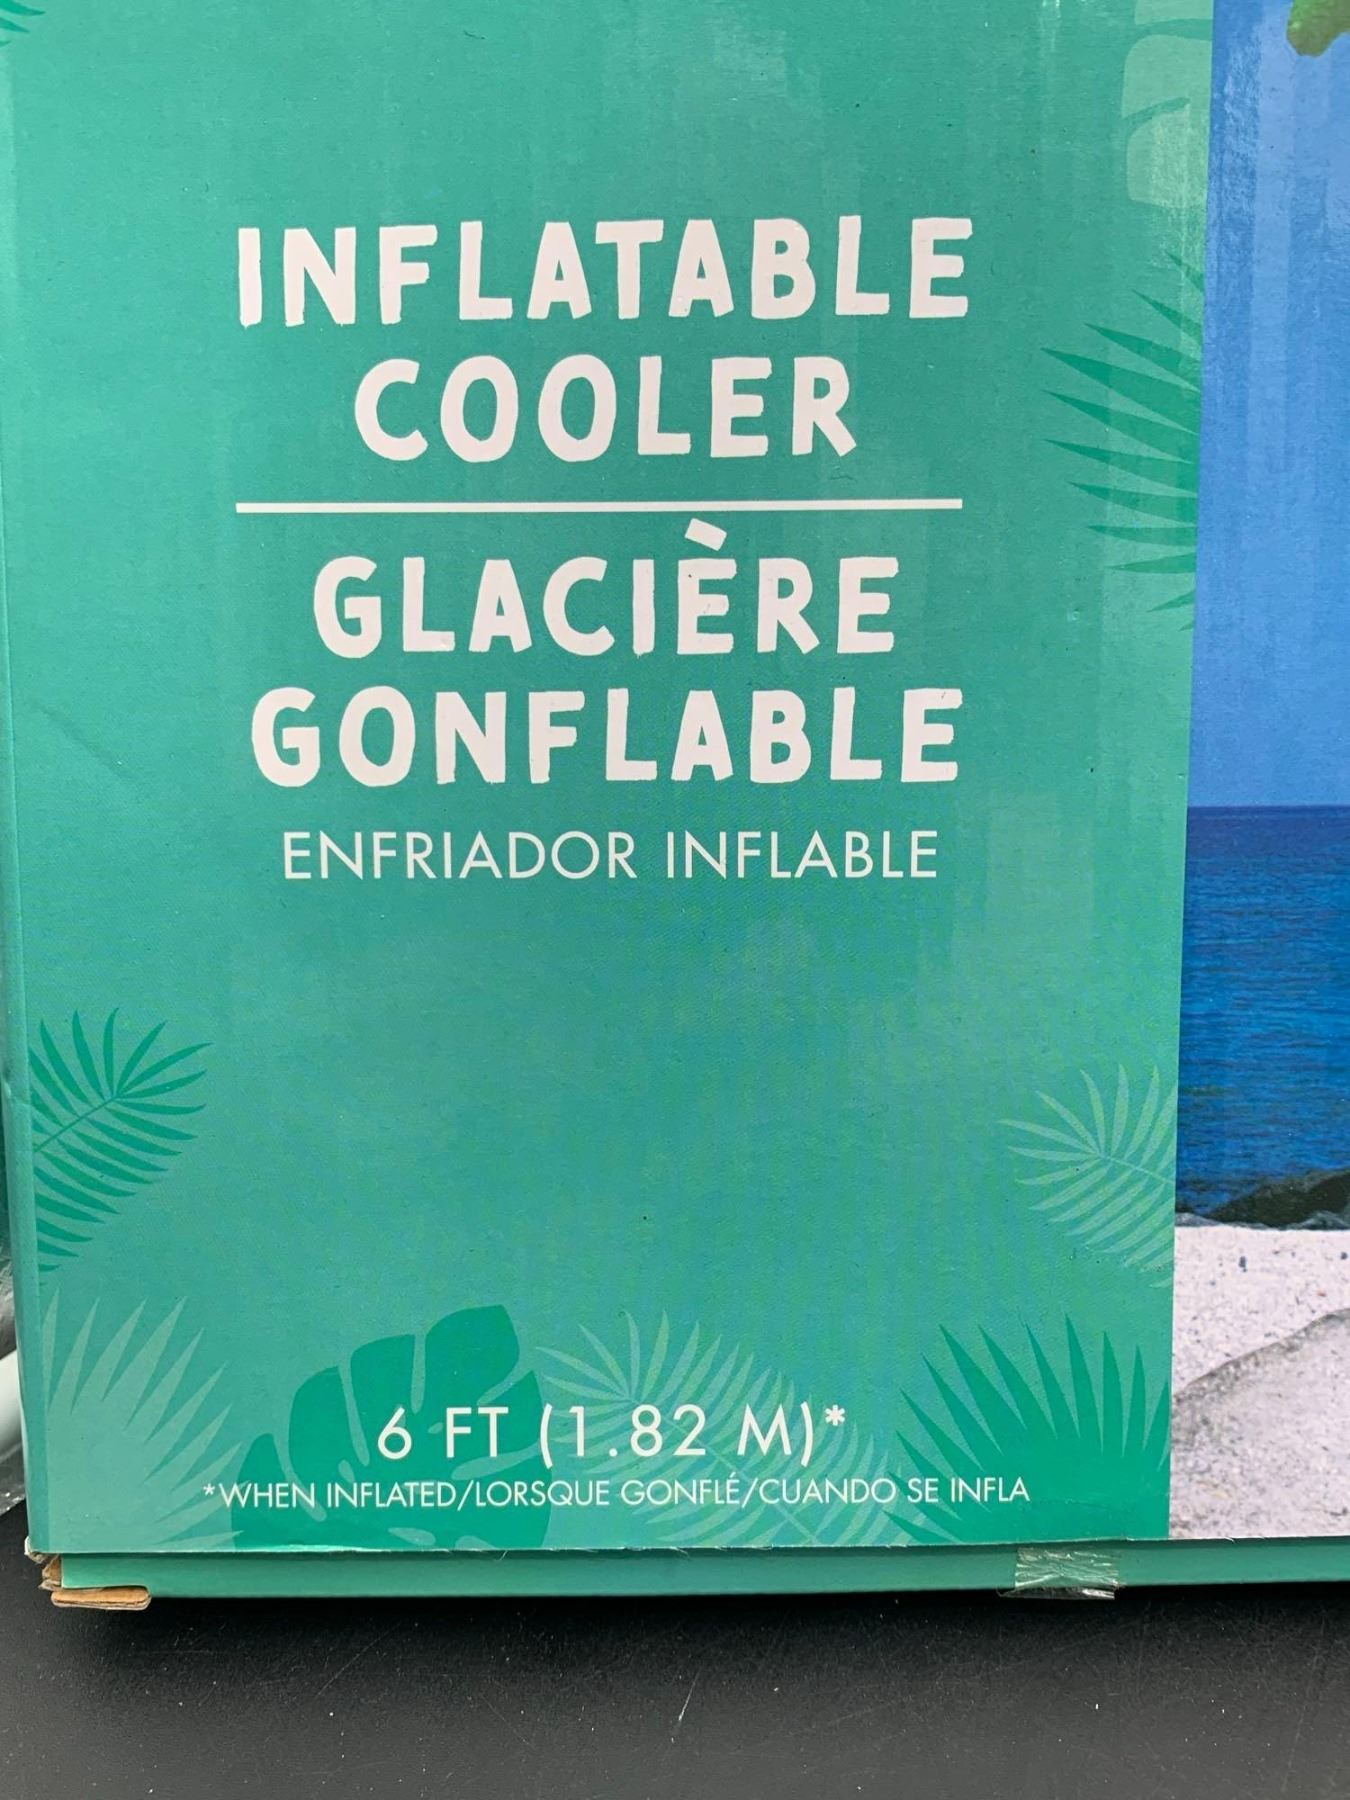 INFLATABLE
COOLER
GLACIÈRE
GONFLABLE
ENFRIADOR INFLABLE
6 FT (1.82 M)*
*WHEN INFLATED/LORSQUE GONFLÉ/CUANDO SE INFLA